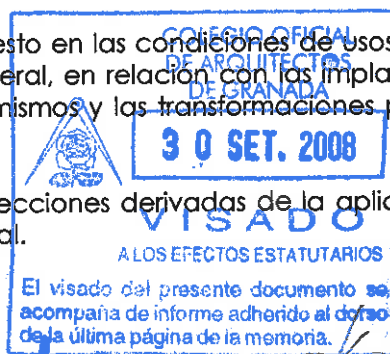 esto en las condiciones de usos
COLEGIO OFICIAL
eral, en relación con las impla
DE ARQUITECTOS
DE GRANADA
mismos y las transformaciones p
30 SET. 2008
ecciones derivadas de la aplic
VISADO
al.
A LOS EFECTOS ESTATUTARIOS
El visado del presente documento se
acompaña de informe adherido al dorso
de la última página de la memoria.